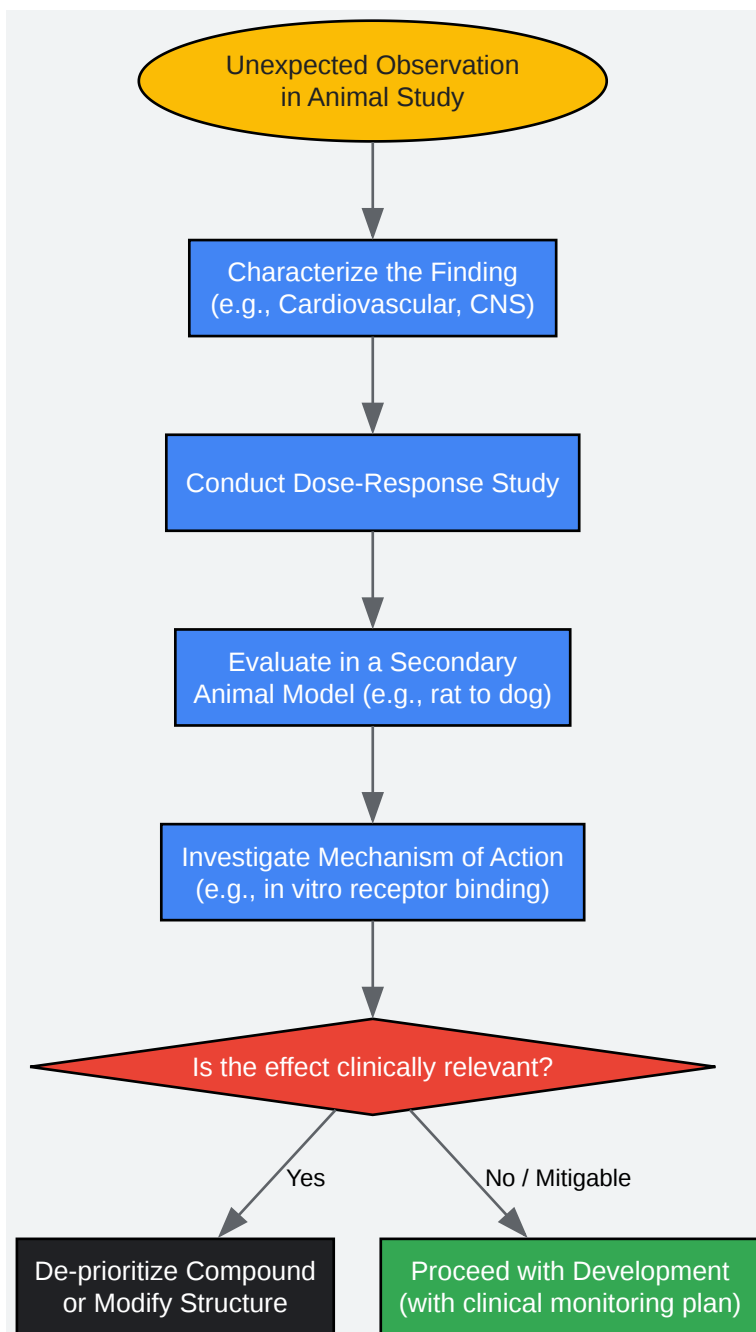 Unexpected Observation
in Animal Study
Characterize the Finding
(e.g., Cardiovascular, CNS)
Conduct Dose-Response Study
Evaluate in a Secondary
Animal Model (e.g., rat to dog)
Investigate Mechanism of Action
(e.g., in vitro receptor binding)
Is the effect clinically relevant?
Yes
No / Mitigable
De-prioritize Compound
or Modify Structure
Proceed with Development
(with clinical monitoring plan)